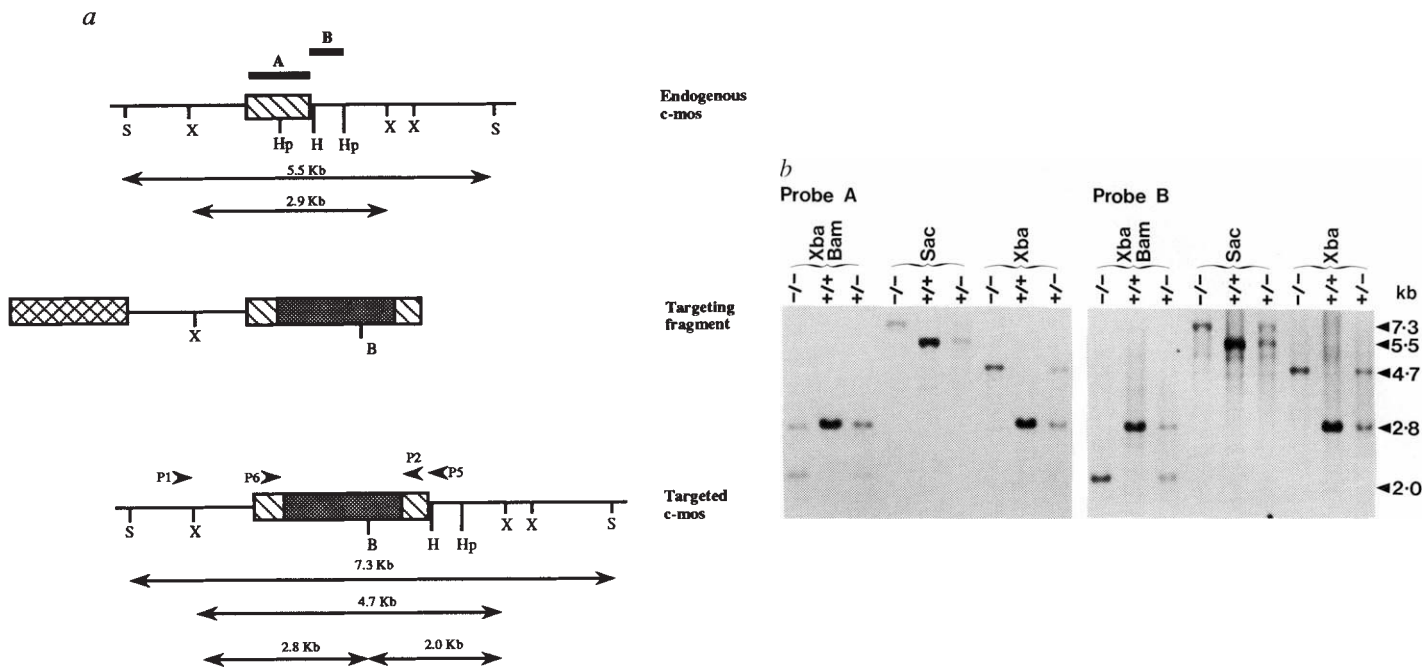 a
B
A
Endogenous
c-mos
S X Hp H Hp X X S
5.5 Kb
2.9 Kb
Targeting
fragment
X B
P1 P6 P2 P5
Targeted
c-mos
S X B H Hp X X S
7.3 Kb
4.7 Kb
2.8 Kb 2.0 Kb
b
Probe A
Xba
Bam
Sac
Xba
-/- +/+ +/- -/- +/+ +/- -/- +/+ +/-
Probe B
Xba
Bam
Sac
Xba
-/- +/+ +/- -/- +/+ +/- -/- +/+ +/-
kb
7·3
5·5
4·7
2·8
2·0